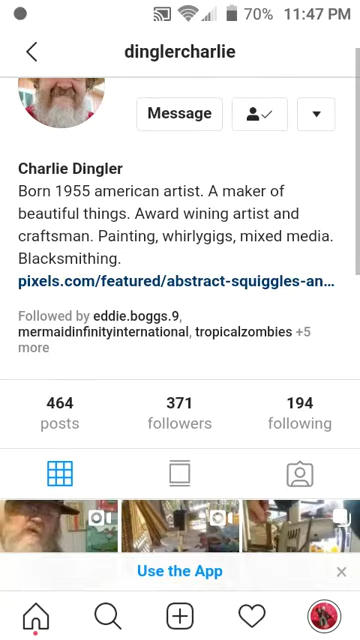 70% 11:47 PM
dinglercharlie
Message
Charlie Dingler
Born 1955 american artist. A maker of
beautiful things. Award wining artist and
craftsman. Painting, whirlygigs, mixed media.
Blacksmithing.
pixels.com/featured/abstract-squiggles-an...
Followed by eddie.boggs.9,
mermaidinfinityinternational, tropicalzombies +5
more
464 371 194
posts followers following
Use the App ×